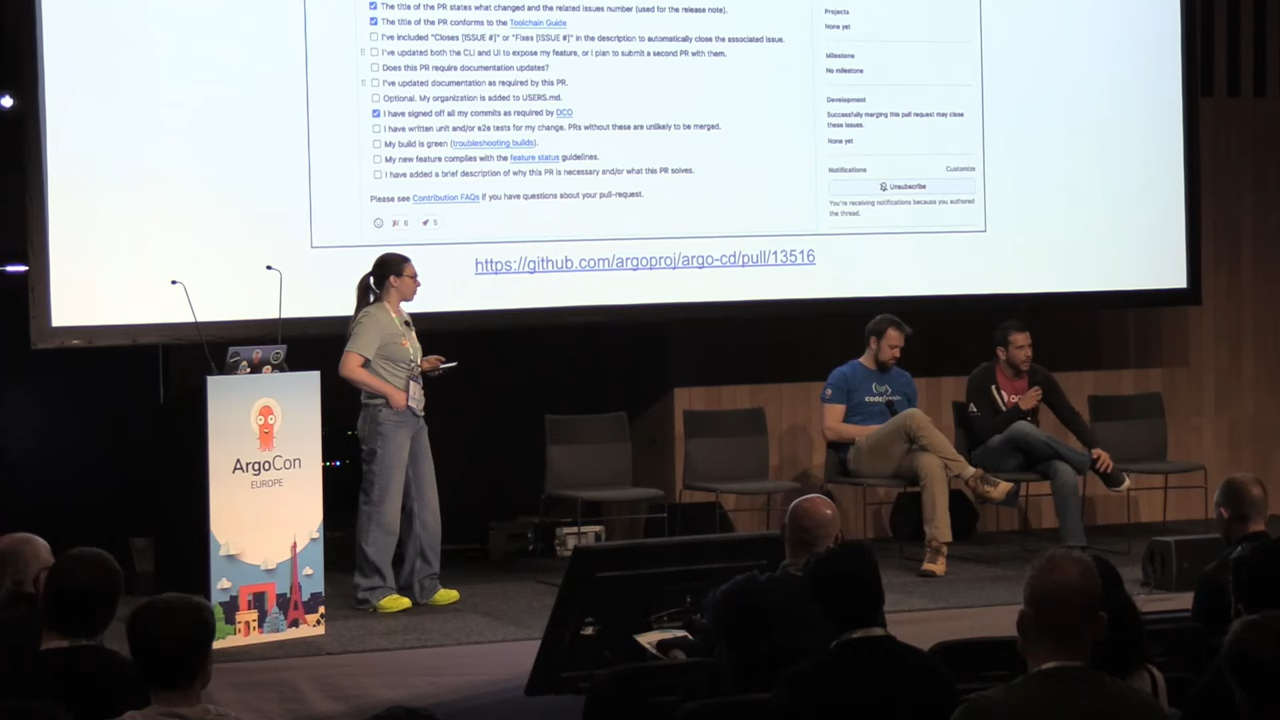 The title of the PR states what changed and the related issues number (used for the release note).
The title of the PR conforms to the Toolchain Guide
I've included "Closes [ISSUE #]" or "Fixes [ISSUE #]" in the description to automatically close the associated issue.
I've updated both the CLI and UI to expose my feature, or I plan to submit a second PR with them.
Does this PR require documentation updates?
I've updated documentation as required by this PR.
Optional. My organization is added to USERS.md.
I have signed off all my commits as required by DCO
I have written unit and/or e2e tests for my change. PRs without these are unlikely to be merged.
My build is green (troubleshooting builds).
My new feature complies with the feature status guidelines.
I have added a brief description of why this PR is necessary and/or what this PR solves.
Please see Contribution FAQs if you have questions about your pull-request.
6 5
Projects
None yet
Milestone
No milestone
Development
Successfully merging this pull request may close
these issues.
None yet
Notifications Customize
Unsubscribe
You're receiving notifications because you authored
the thread.
https://github.com/argoproj/argo-cd/pull/13516
ArgoCon
EUROPE